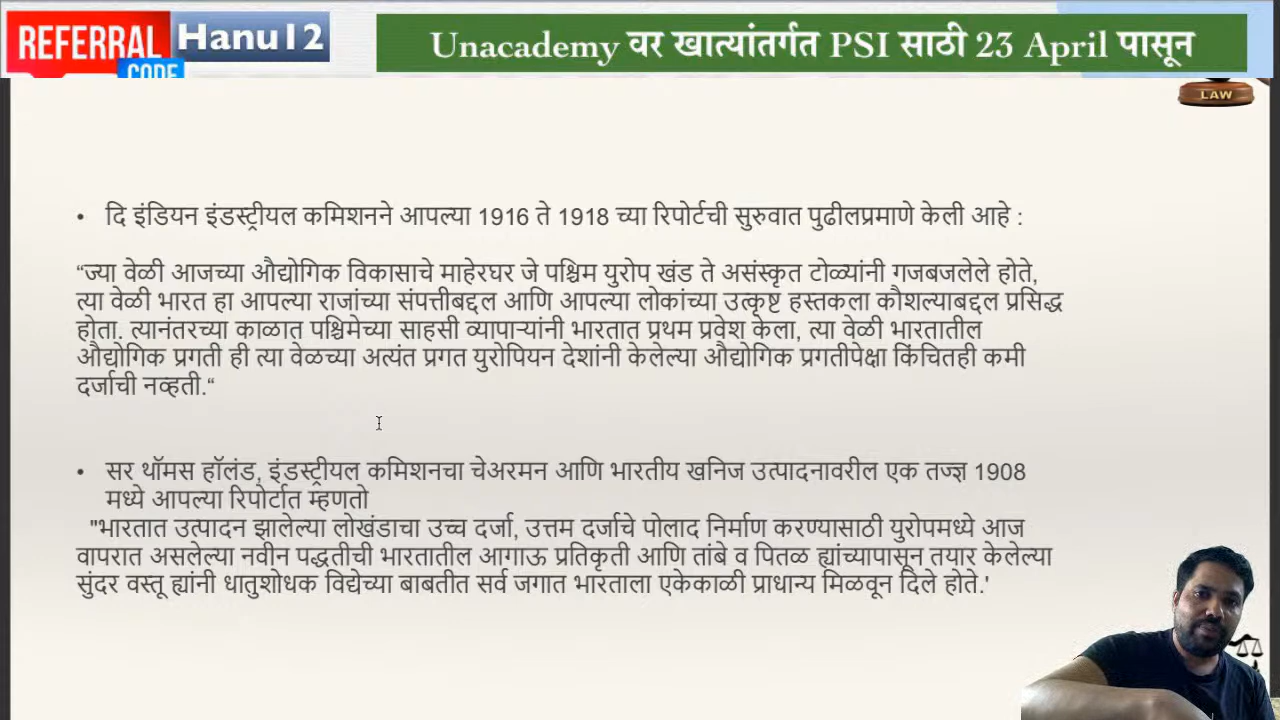 REFERRAL
CODE
Hanu12
Unacademy वर खात्यांतर्गत PSI साठी 23 April पासून
LAW
• दि इंडियन इंडस्ट्रीयल कमिशनने आपल्या 1916 ते 1918 च्या रिपोर्टची सुरुवात पुढीलप्रमाणे केली आहे :
“ज्या वेळी आजच्या औद्योगिक विकासाचे माहेरघर जे पश्चिम युरोप खंड ते असंस्कृत टोळ्यांनी गजबजलेले होते,
त्या वेळी भारत हा आपल्या राजांच्या संपत्तीबद्दल आणि आपल्या लोकांच्या उत्कृष्ट हस्तकला कौशल्याबद्दल प्रसिद्ध
होता. त्यानंतरच्या काळात पश्चिमेच्या साहसी व्यापाऱ्यांनी भारतात प्रथम प्रवेश केला, त्या वेळी भारतातील
औद्योगिक प्रगती ही त्या वेळच्या अत्यंत प्रगत युरोपियन देशांनी केलेल्या औद्योगिक प्रगतीपेक्षा किंचितही कमी
दर्जाची नव्हती.“
• सर थॉमस हॉलंड, इंडस्ट्रीयल कमिशनचा चेअरमन आणि भारतीय खनिज उत्पादनावरील एक तज्ज्ञ 1908
मध्ये आपल्या रिपोर्टात म्हणतो
"भारतात उत्पादन झालेल्या लोखंडाचा उच्च दर्जा, उत्तम दर्जाचे पोलाद निर्माण करण्यासाठी युरोपमध्ये आज
वापरात असलेल्या नवीन पद्धतीची भारतातील आगाऊ प्रतिकृती आणि तांबे व पितळ ह्यांच्यापासून तयार केलेल्या
सुंदर वस्तू ह्यांनी धातुशोधक विद्येच्या बाबतीत सर्व जगात भारताला एकेकाळी प्राधान्य मिळवून दिले होते.'